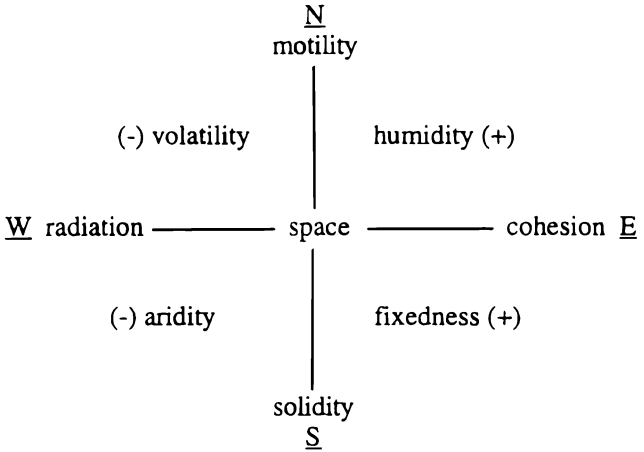 N
motility
(-) volatility humidity (+)
W radiation space cohesion E
(-) aridity fixedness (+)
solidity
S